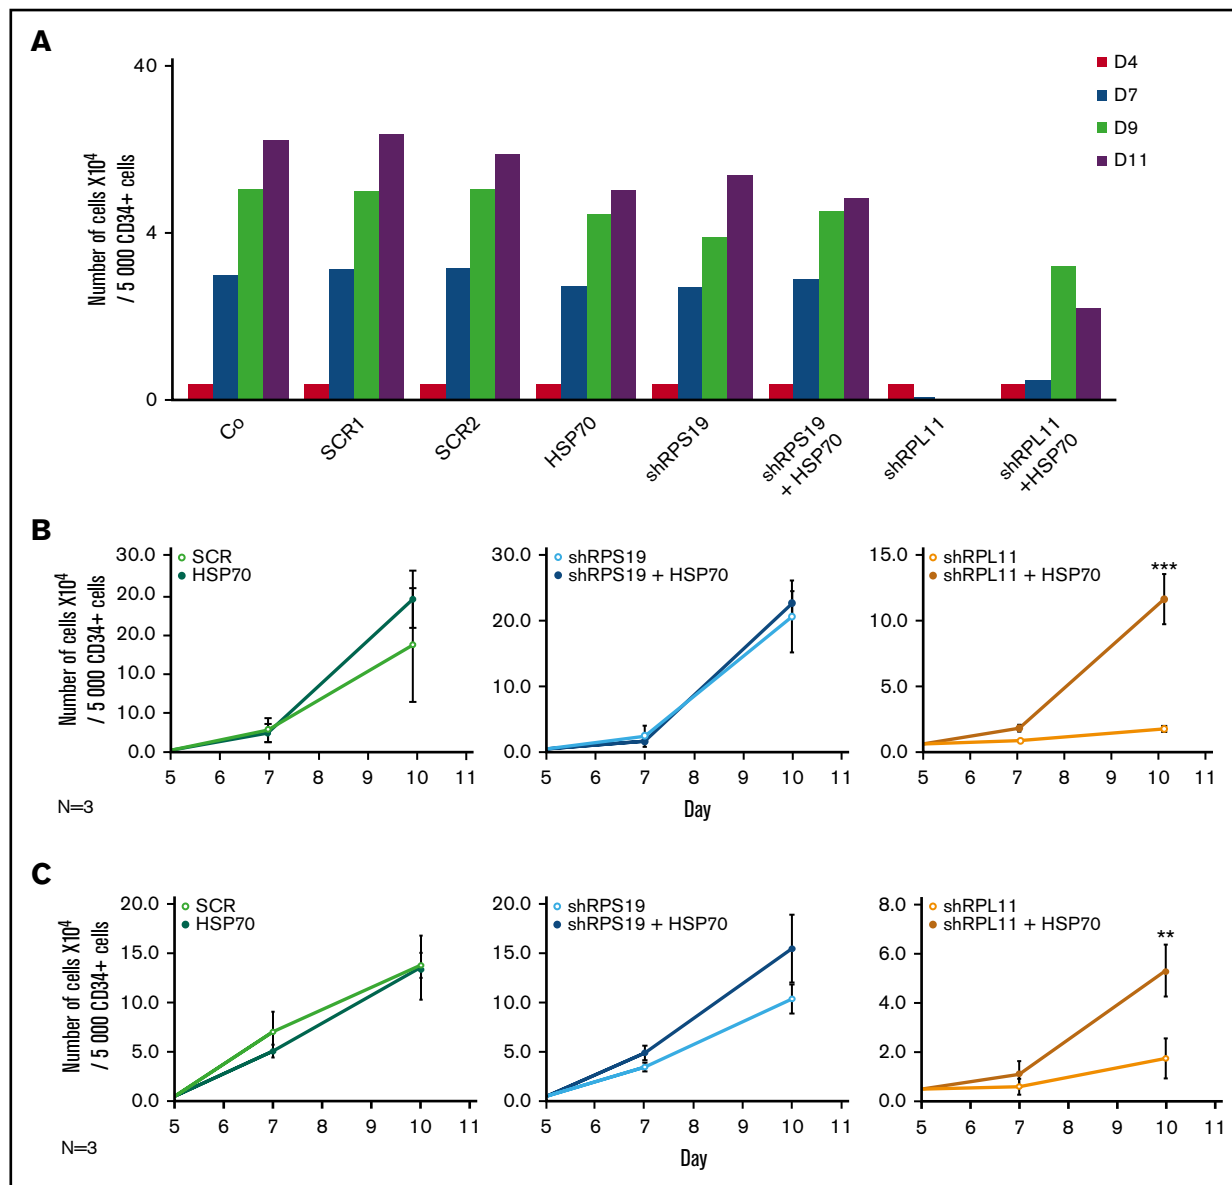 A
40
4
0
Number of cells X10⁴
/ 5 000 CD34+ cells
D4
D7
D9
D11
Co
SCR1
SCR2
HSP70
shRPS19
shRPS19
+ HSP70
shRPL11
shRPL11
+HSP70
B
Number of cells X10⁴
/ 5 000 CD34+ cells
30.0
20.0
20.0
10.0
10.0
0.0
SCR
HSP70
5 6 7 8 9 10 11
N=3
30.0
20.0
10.0
0.0
shRPS19
shRPS19 + HSP70
5 6 7 8 9 10 11
Day
15.0
10.0
5.0
0.0
shRPL11
shRPL11 + HSP70
***
5 6 7 8 9 10 11
C
Number of cells X10⁴
/ 5 000 CD34+ cells
20.0
15.0
10.0
5.0
0.0
SCR
HSP70
5 6 7 8 9 10 11
N=3
20.0
15.0
10.0
5.0
0.0
shRPS19
shRPS19 + HSP70
5 6 7 8 9 10 11
Day
8.0
6.0
4.0
2.0
0.0
shRPL11
shRPL11 + HSP70
**
5 6 7 8 9 10 11